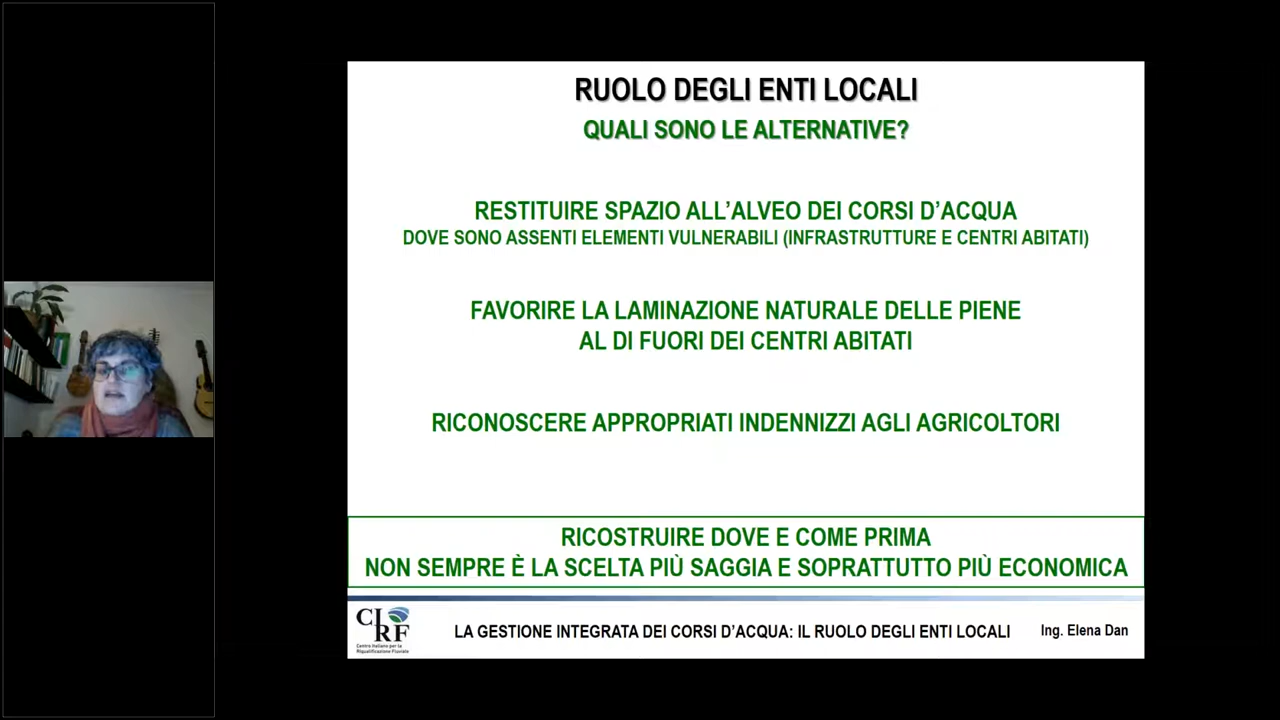 RUOLO DEGLI ENTI LOCALI
QUALI SONO LE ALTERNATIVE?
RESTITUIRE SPAZIO ALL'ALVEO DEI CORSI D'ACQUA
DOVE SONO ASSENTI ELEMENTI VULNERABILI (INFRASTRUTTURE E CENTRI ABITATI)
FAVORIRE LA LAMINAZIONE NATURALE DELLE PIENE
AL DI FUORI DEI CENTRI ABITATI
RICONOSCERE APPROPRIATI INDENNIZZI AGLI AGRICOLTORI
RICOSTRUIRE DOVE E COME PRIMA
NON SEMPRE È LA SCELTA PIÙ SAGGIA E SOPRATTUTTO PIÙ ECONOMICA
CIRF
Centro Italiano per la
Riqualificazione Fluviale
LA GESTIONE INTEGRATA DEI CORSI D'ACQUA: IL RUOLO DEGLI ENTI LOCALI
Ing. Elena Dan